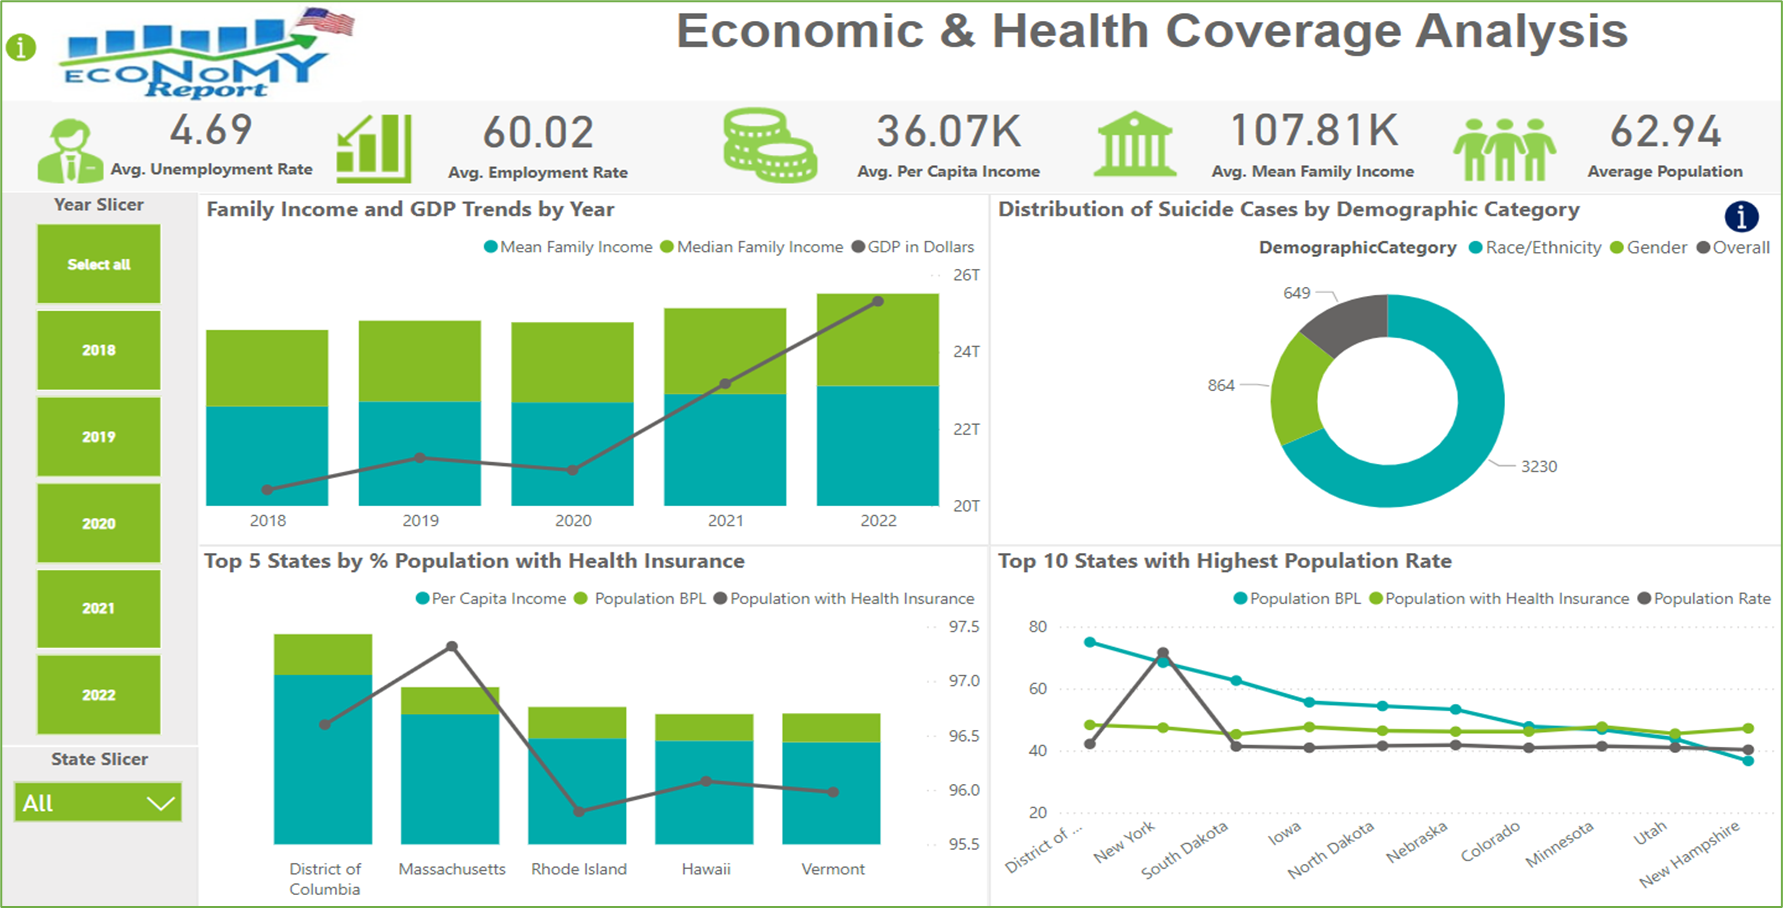 Economic & Health Coverage Analysis
i
ECONOMY
Report
4.69
Avg. Unemployment Rate
60.02
Avg. Employment Rate
36.07K
Avg. Per Capita Income
107.81K
Avg. Mean Family Income
62.94
Average Population
Year Slicer
Select all
2018
2019
2020
2021
2022
State Slicer
All
Family Income and GDP Trends by Year
Mean Family Income Median Family Income GDP in Dollars
26T
24T
22T
20T
2018 2019 2020 2021 2022
Distribution of Suicide Cases by Demographic Category
i
DemographicCategory Race/Ethnicity Gender Overall
649
864
3230
Top 5 States by % Population with Health Insurance
Per Capita Income Population BPL Population with Health Insurance
97.5
97.0
96.5
96.0
95.5
District of Columbia Massachusetts Rhode Island Hawaii Vermont
Top 10 States with Highest Population Rate
Population BPL Population with Health Insurance Population Rate
80
60
40
20
District of ... New York South Dakota Iowa North Dakota Nebraska Colorado Minnesota Utah New Hampshire